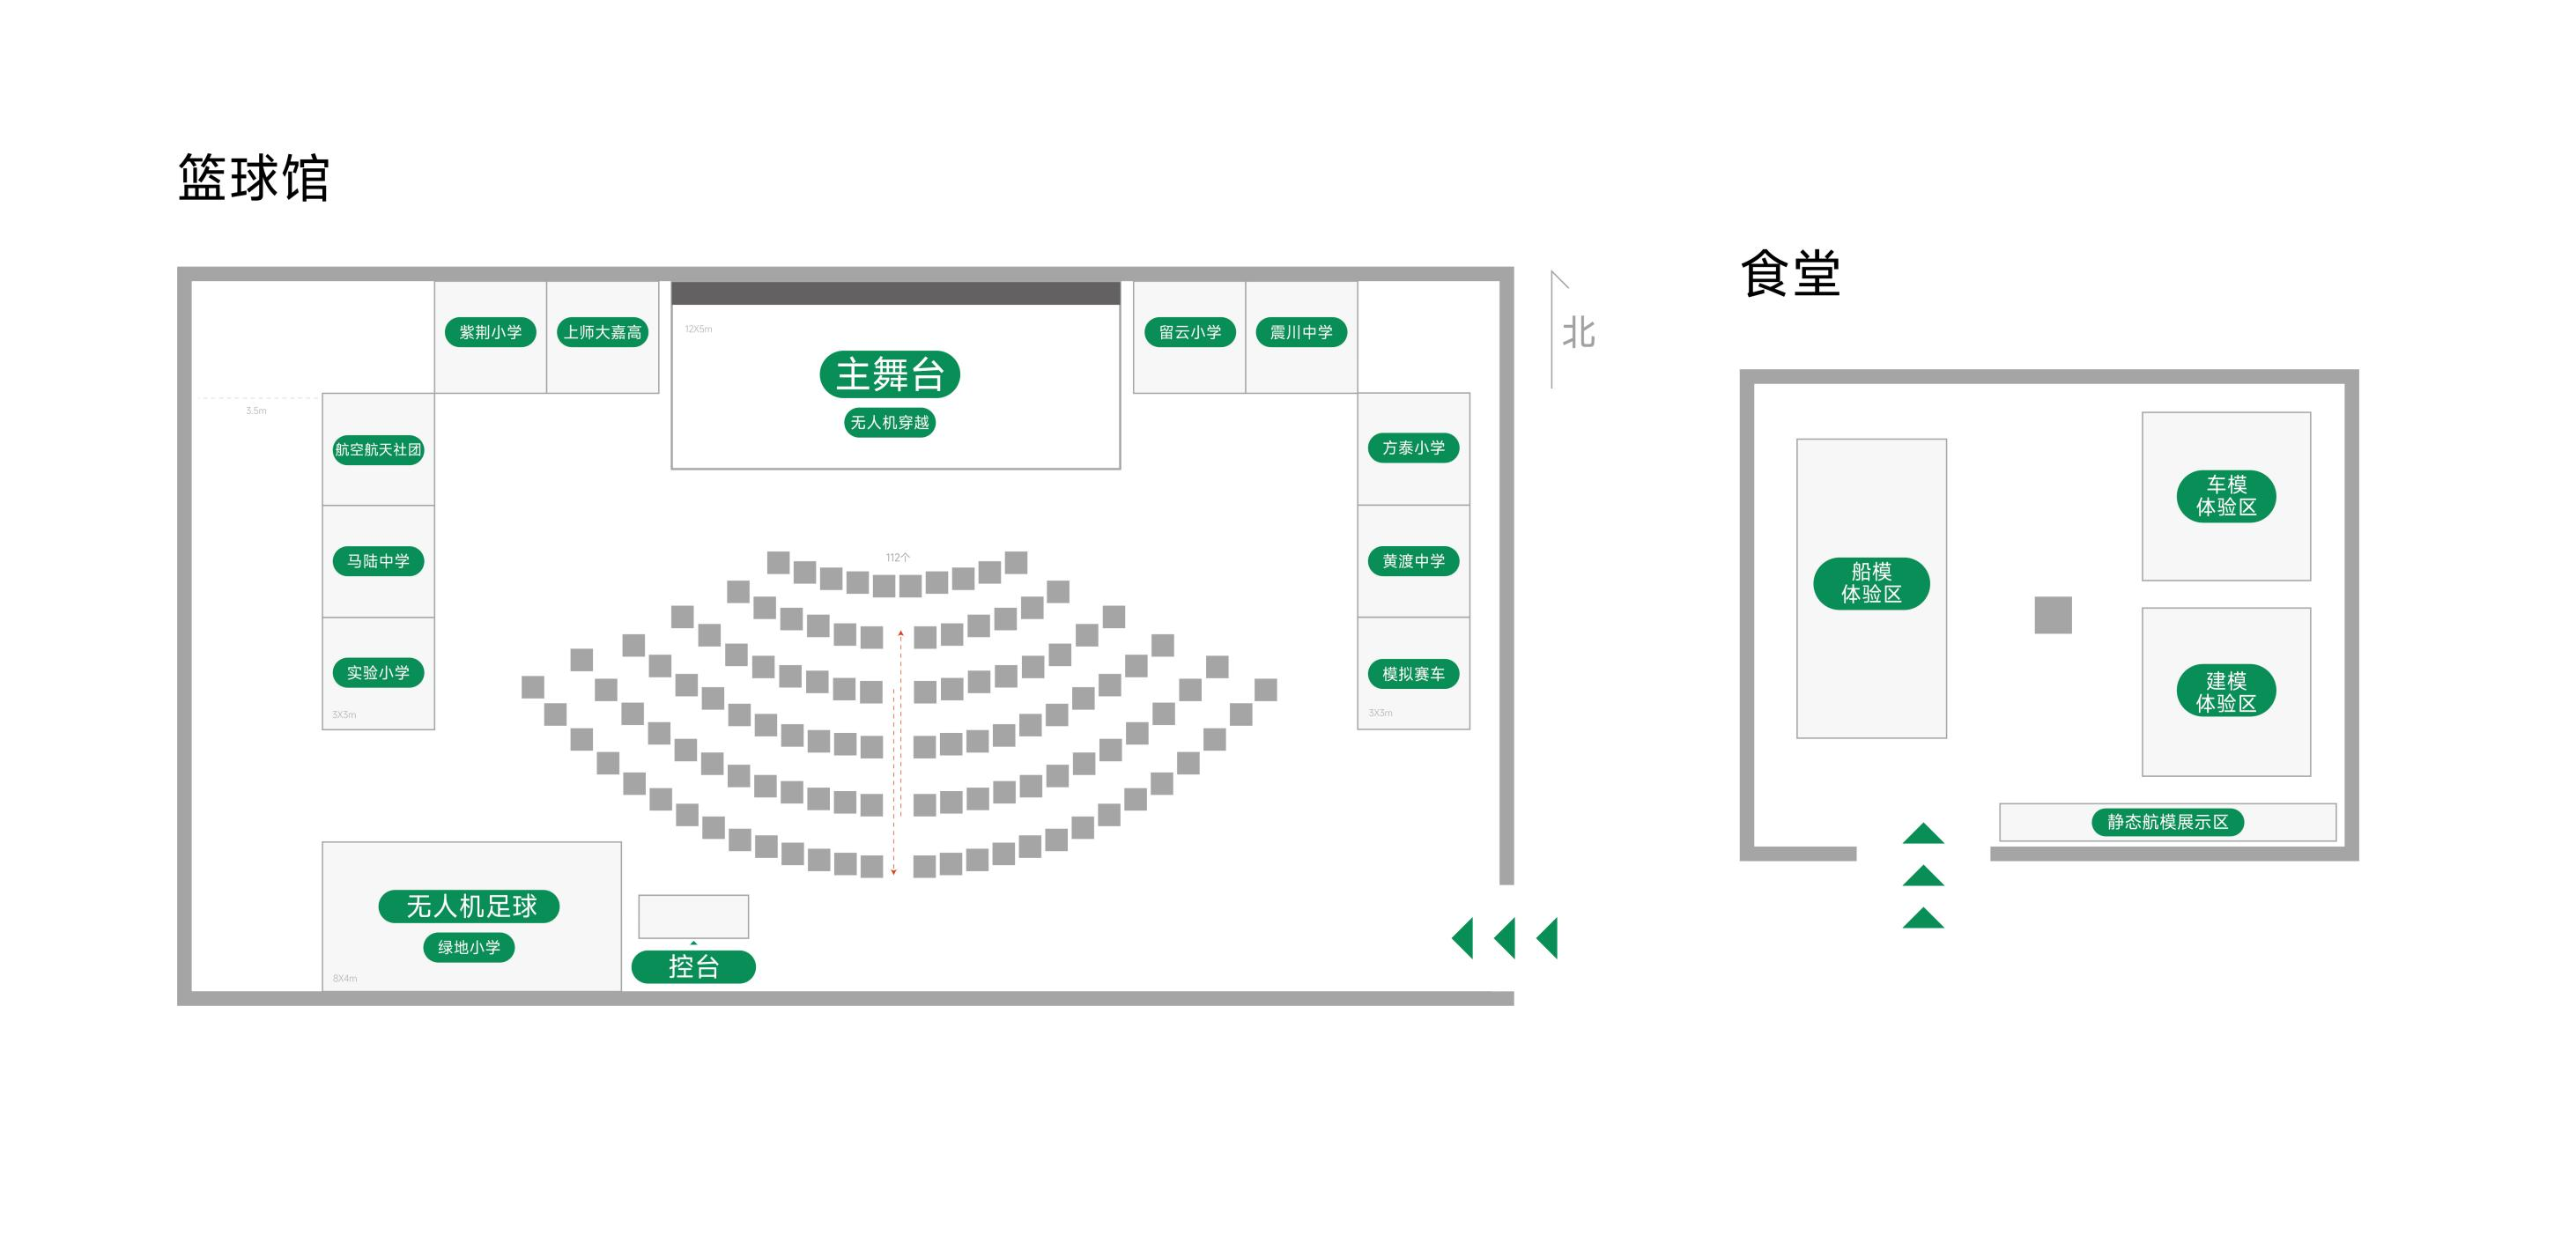 篮球馆
食堂
紫荆小学
上师大嘉高
12X5m
主舞台
无人机穿越
留云小学
震川中学
北
3.5m
航空航天社团
马陆中学
实验小学
3X3m
方泰小学
黄渡中学
模拟赛车
3X3m
112个
无人机足球
绿地小学
8X4m
控台
船模
体验区
车模
体验区
建模
体验区
静态航模展示区